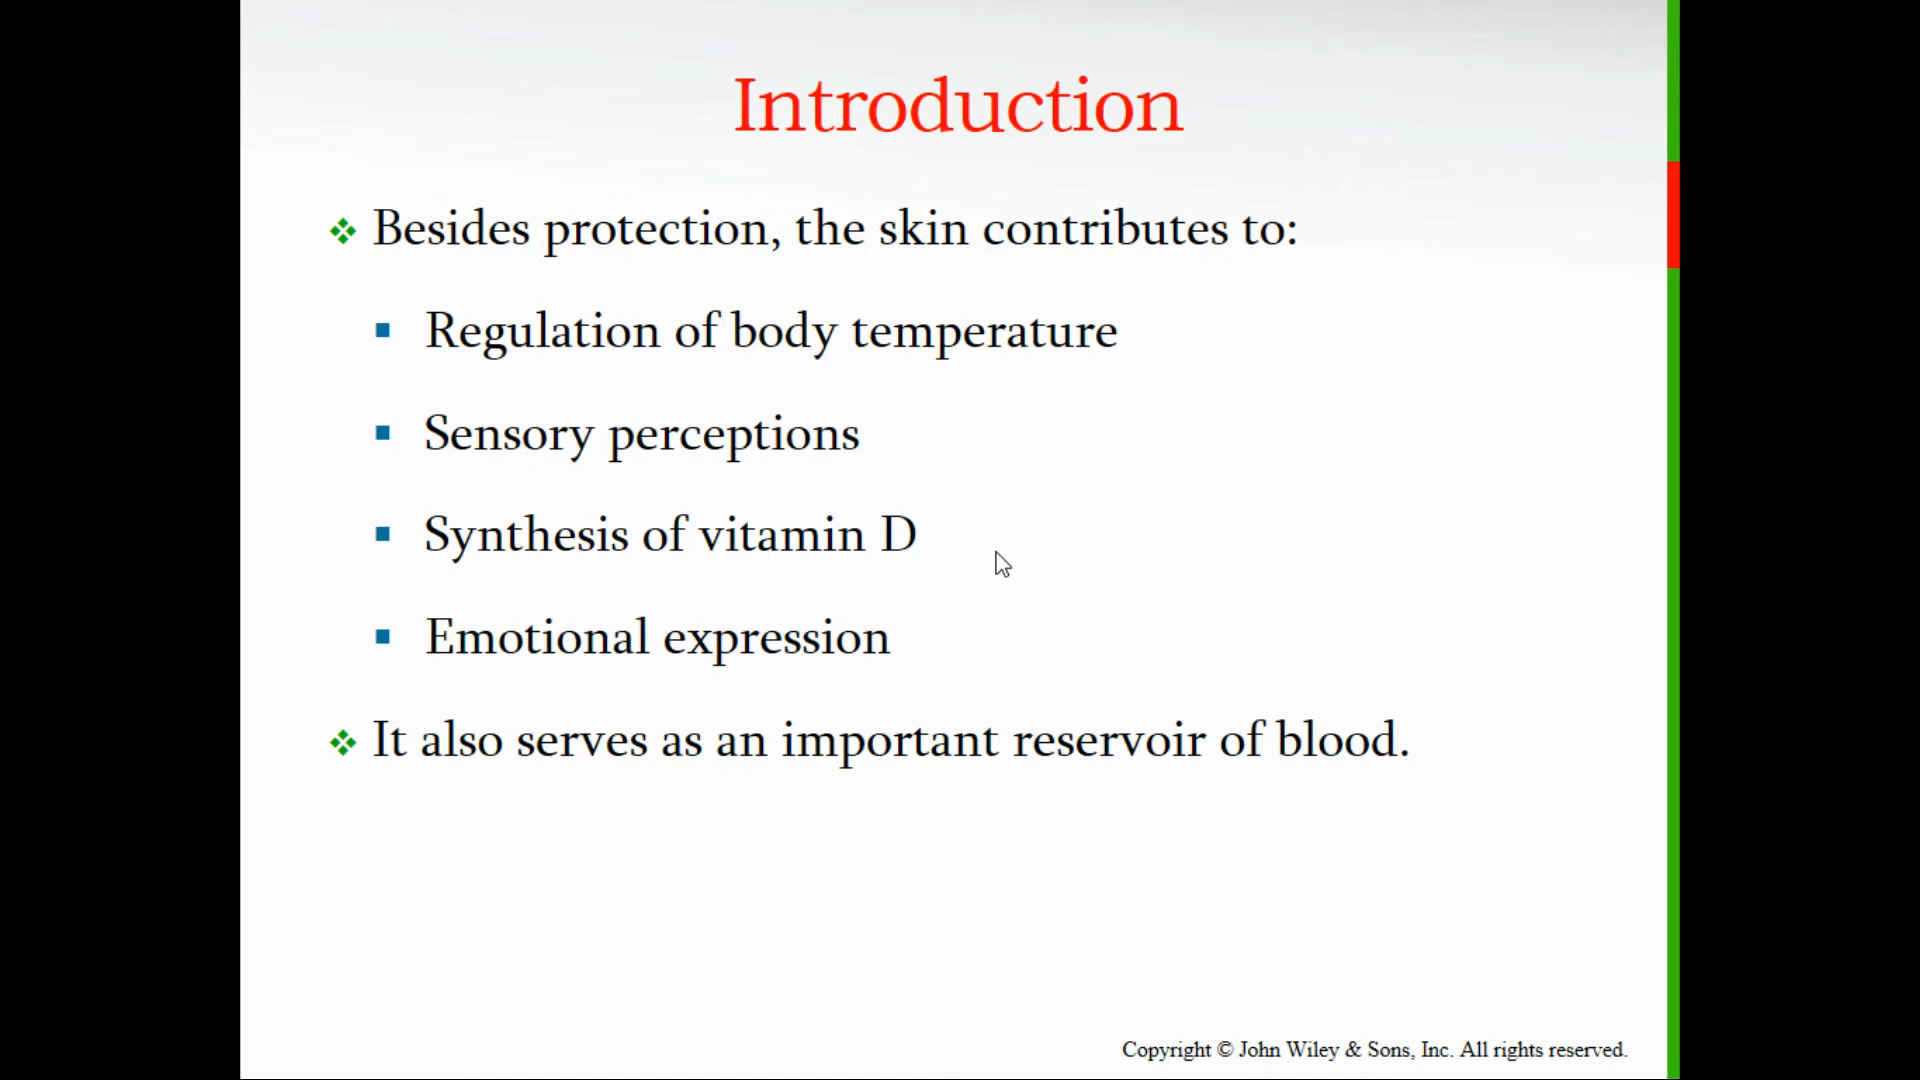 Introduction
Besides protection, the skin contributes to:
Regulation of body temperature
Sensory perceptions
Synthesis of vitamin D
Emotional expression
It also serves as an important reservoir of blood.
Copyright © John Wiley & Sons, Inc. All rights reserved.